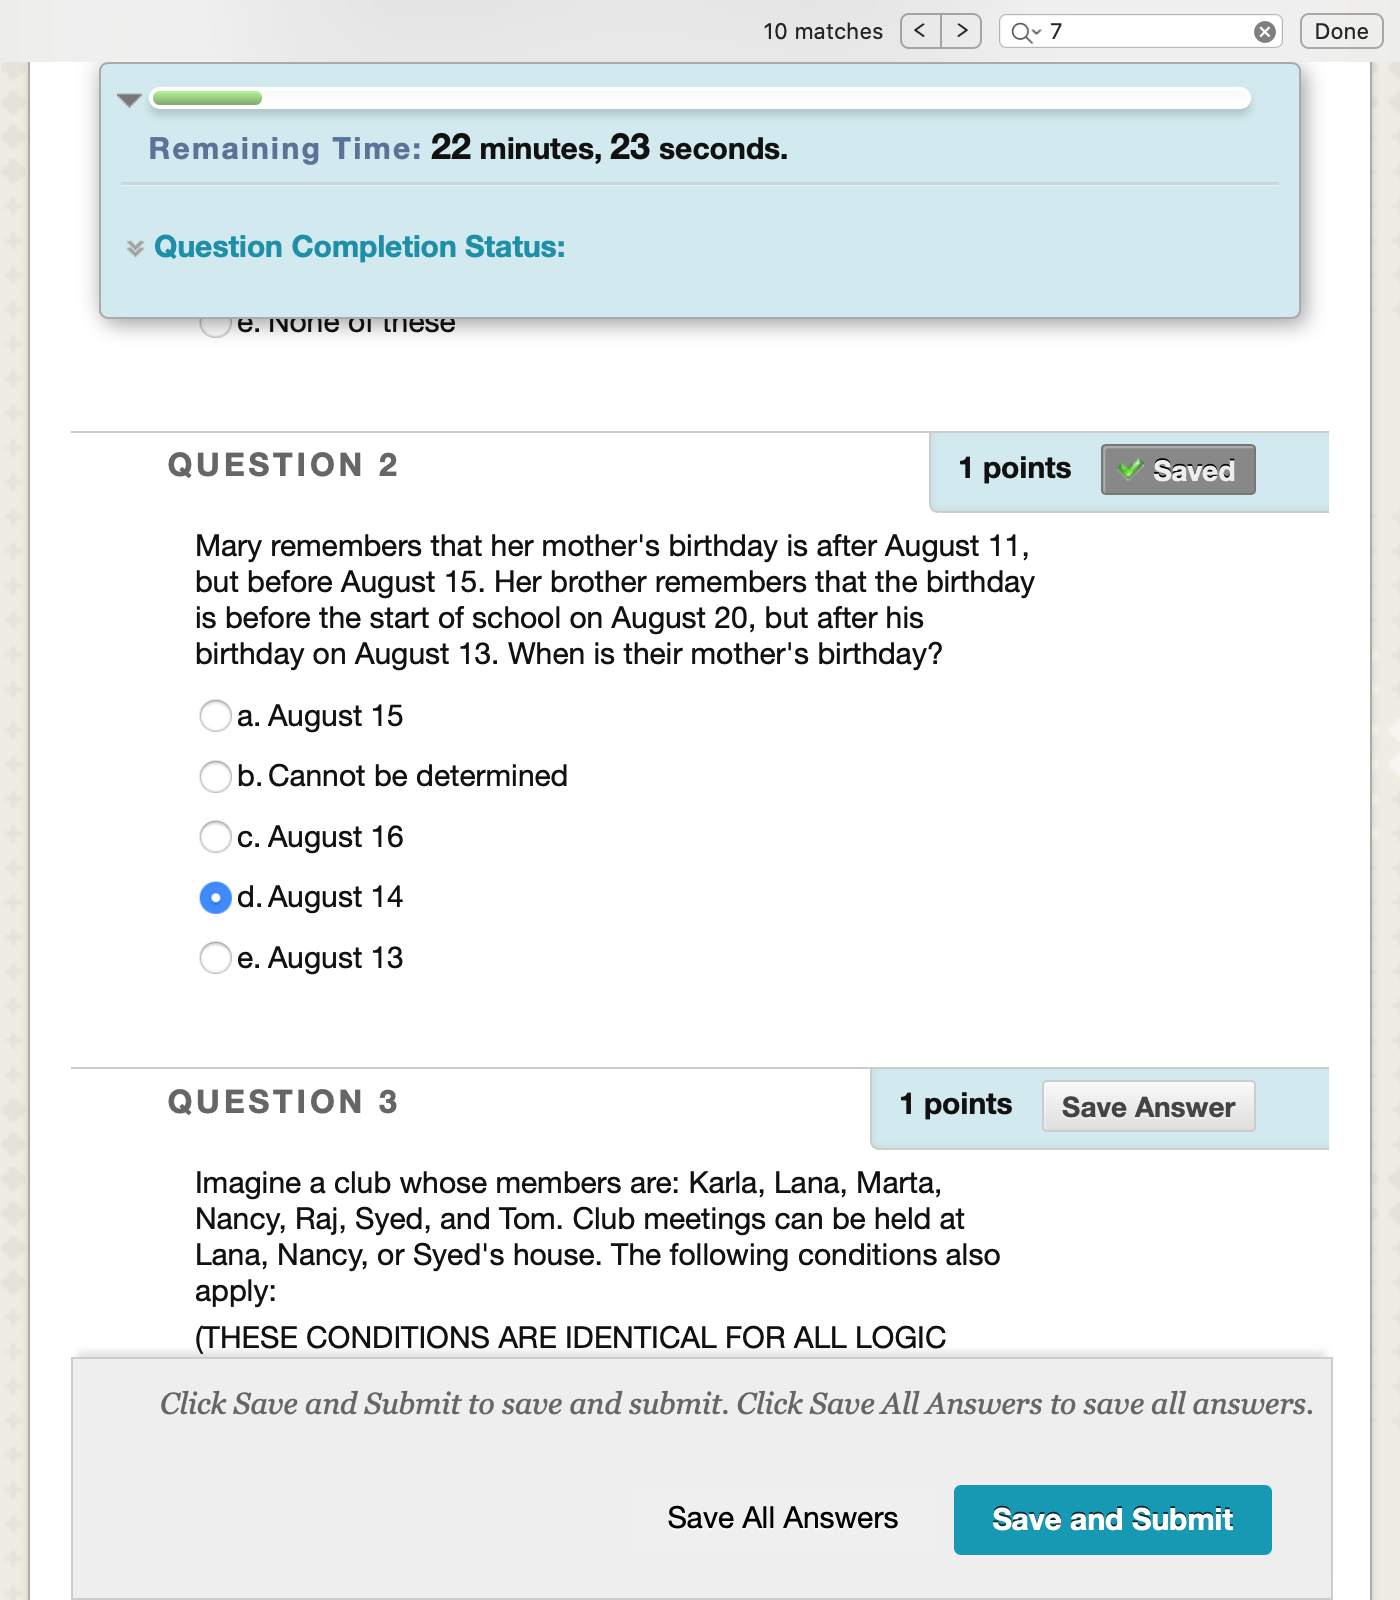 10 matches < > 7 Done
Remaining Time: 22 minutes, 23 seconds.
Question Completion Status:
e. None of these
QUESTION 2
1 points Saved
Mary remembers that her mother's birthday is after August 11,
but before August 15. Her brother remembers that the birthday
is before the start of school on August 20, but after his
birthday on August 13. When is their mother's birthday?
a. August 15
b. Cannot be determined
c. August 16
d. August 14
e. August 13
QUESTION 3
1 points Save Answer
Imagine a club whose members are: Karla, Lana, Marta,
Nancy, Raj, Syed, and Tom. Club meetings can be held at
Lana, Nancy, or Syed's house. The following conditions also
apply:
(THESE CONDITIONS ARE IDENTICAL FOR ALL LOGIC
Click Save and Submit to save and submit. Click Save All Answers to save all answers.
Save All Answers Save and Submit